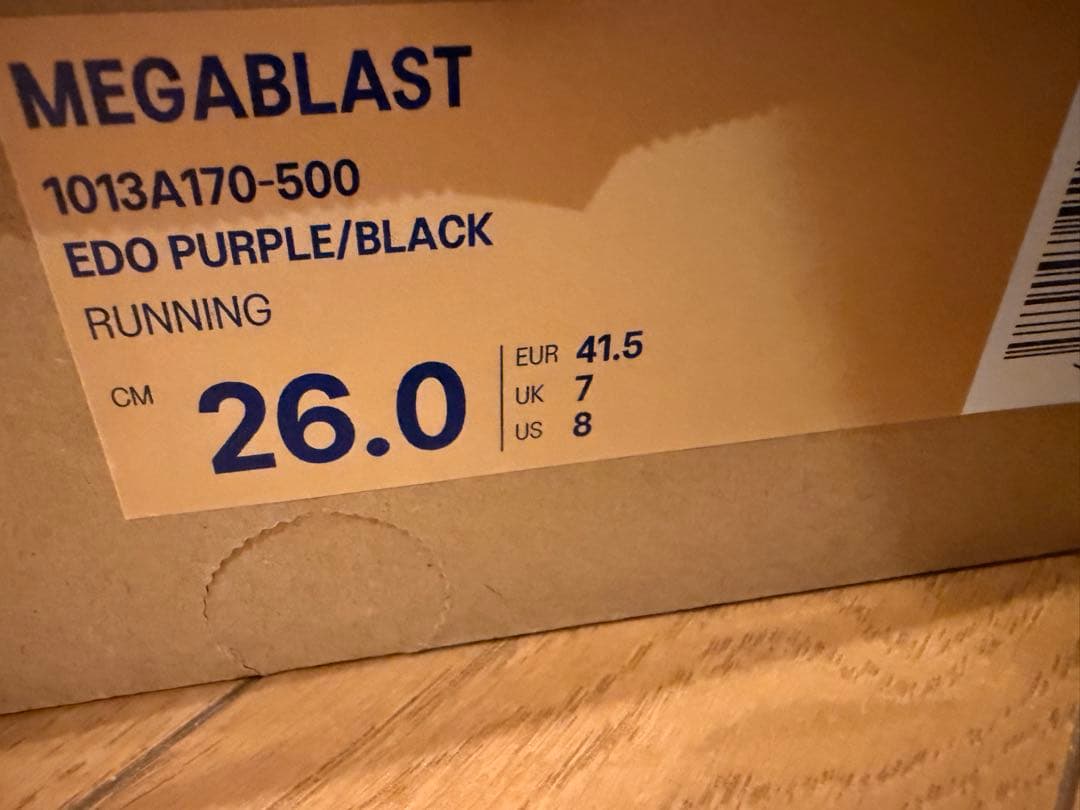 MEGABLAST
1013A170-500
EDO PURPLE/BLACK
RUNNING
CM 26.0
EUR 41.5
UK 7
US 8